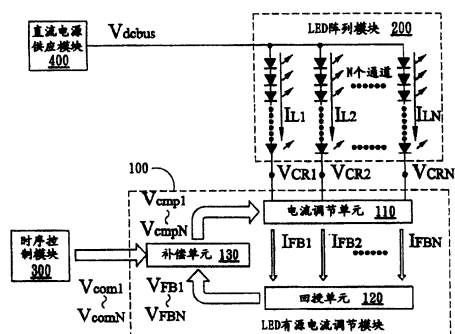 直流电源
供应模块
400
Vdcbus
LED阵列模块 200
N个通道
IL1
IL2
ILN
VCR1
VCR2
VCRN
100
Vcmp1
~
VcmpN
电流调节单元 110
时序控
制模块
300
补偿单元 130
IFB1
IFB2
IFBN
Vcom1
~
VcomN
VFB1
~
VFBN
回授单元 120
LED有源电流调节模块